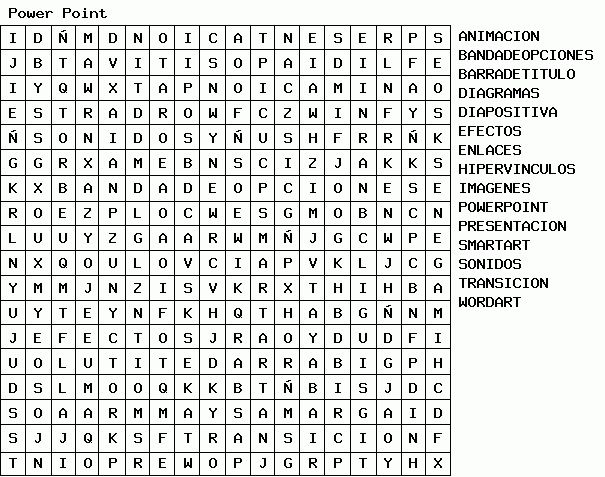 Power Point
I D Ñ M D N O I C A T N E S E R P S
J B T A V I T I S O P A I D I L F E
I Y Q W X T A P N O I C A M I N A O
E S T R A D R O W F C Z W I N F Y S
Ñ S O N I D O S Y Ñ U S H F R R Ñ K
G G R X A M E B N S C I Z J A K K S
K X B A N D A D E O P C I O N E S E
R O E Z P L O C W E S G M O B N C N
L U U Y Z G A A R W M Ñ J G C W P E
N X Q O U L O V C I A P V K L J C G
Y M M J N Z I S V K R X T H I H B A
U Y T E Y N F K H Q T H A B G Ñ N M
J E F E C T O S J R A O Y D U D F I
U O L U T I T E D A R R A B I G P H
D S L M O O Q K K B T Ñ B I S J D C
S O A A R M M A Y S A M A R G A I D
S J J Q K S F T R A N S I C I O N F
T N I O P R E W O P J G R P T Y H X
ANIMACION
BANDADEOPCIONES
BARRADETITULO
DIAGRAMAS
DIAPOSITIVA
EFECTOS
ENLACES
HIPERVINCULOS
IMAGENES
POWERPOINT
PRESENTACION
SMARTART
SONIDOS
TRANSICION
WORDART